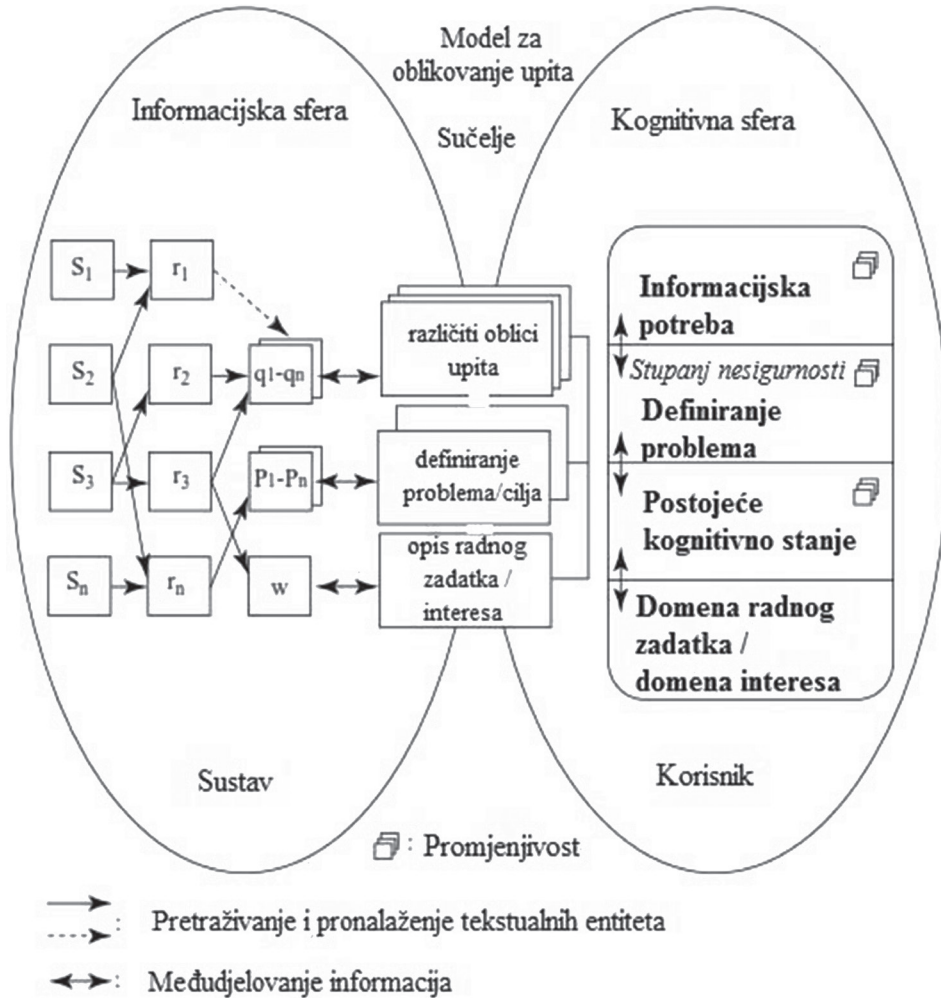 Model za
oblikovanje upita
Sučelje
Informacijska sfera
Kognitivna sfera
S1
r1
S2
r2
q1-qn
S3
r3
P1-Pn
Sn
rn
w
različiti oblici
upita
definiranje
problema/cilja
opis radnog
zadatka /
interesa
Informacijska
potreba
Stupanj nesigurnosti
Definiranje
problema
Postojeće
kognitivno stanje
Domena radnog
zadatka /
domena interesa
Sustav
Korisnik
: Promjenjivost
: Pretraživanje i pronalaženje tekstualnih entiteta
: Međudjelovanje informacija